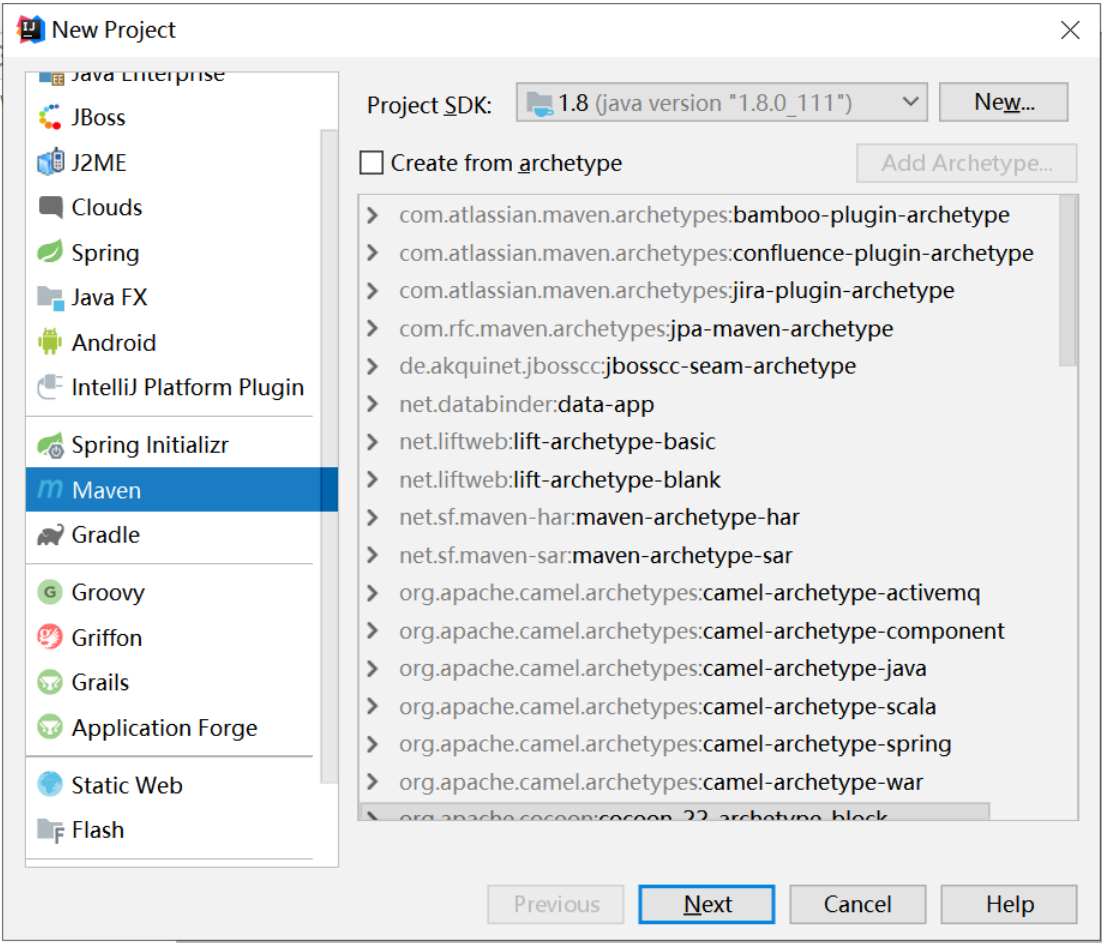 New Project
Java Enterprise
JBoss
J2ME
Clouds
Spring
Java FX
Android
IntelliJ Platform Plugin
Spring Initializr
Maven
Gradle
Groovy
Griffon
Grails
Application Forge
Static Web
Flash
Project SDK:
1.8 (java version "1.8.0_111")
New...
Create from archetype
Add Archetype...
com.atlassian.maven.archetypes:bamboo-plugin-archetype
com.atlassian.maven.archetypes:confluence-plugin-archetype
com.atlassian.maven.archetypes:jira-plugin-archetype
com.rfc.maven.archetypes:jpa-maven-archetype
de.akquinet.jbosscc:jbosscc-seam-archetype
net.databinder:data-app
net.liftweb:lift-archetype-basic
net.liftweb:lift-archetype-blank
net.sf.maven-har:maven-archetype-har
net.sf.maven-sar:maven-archetype-sar
org.apache.camel.archetypes:camel-archetype-activemq
org.apache.camel.archetypes:camel-archetype-component
org.apache.camel.archetypes:camel-archetype-java
org.apache.camel.archetypes:camel-archetype-scala
org.apache.camel.archetypes:camel-archetype-spring
org.apache.camel.archetypes:camel-archetype-war
org.apache.cocoon:cocoon-22-archetype-block
Previous
Next
Cancel
Help